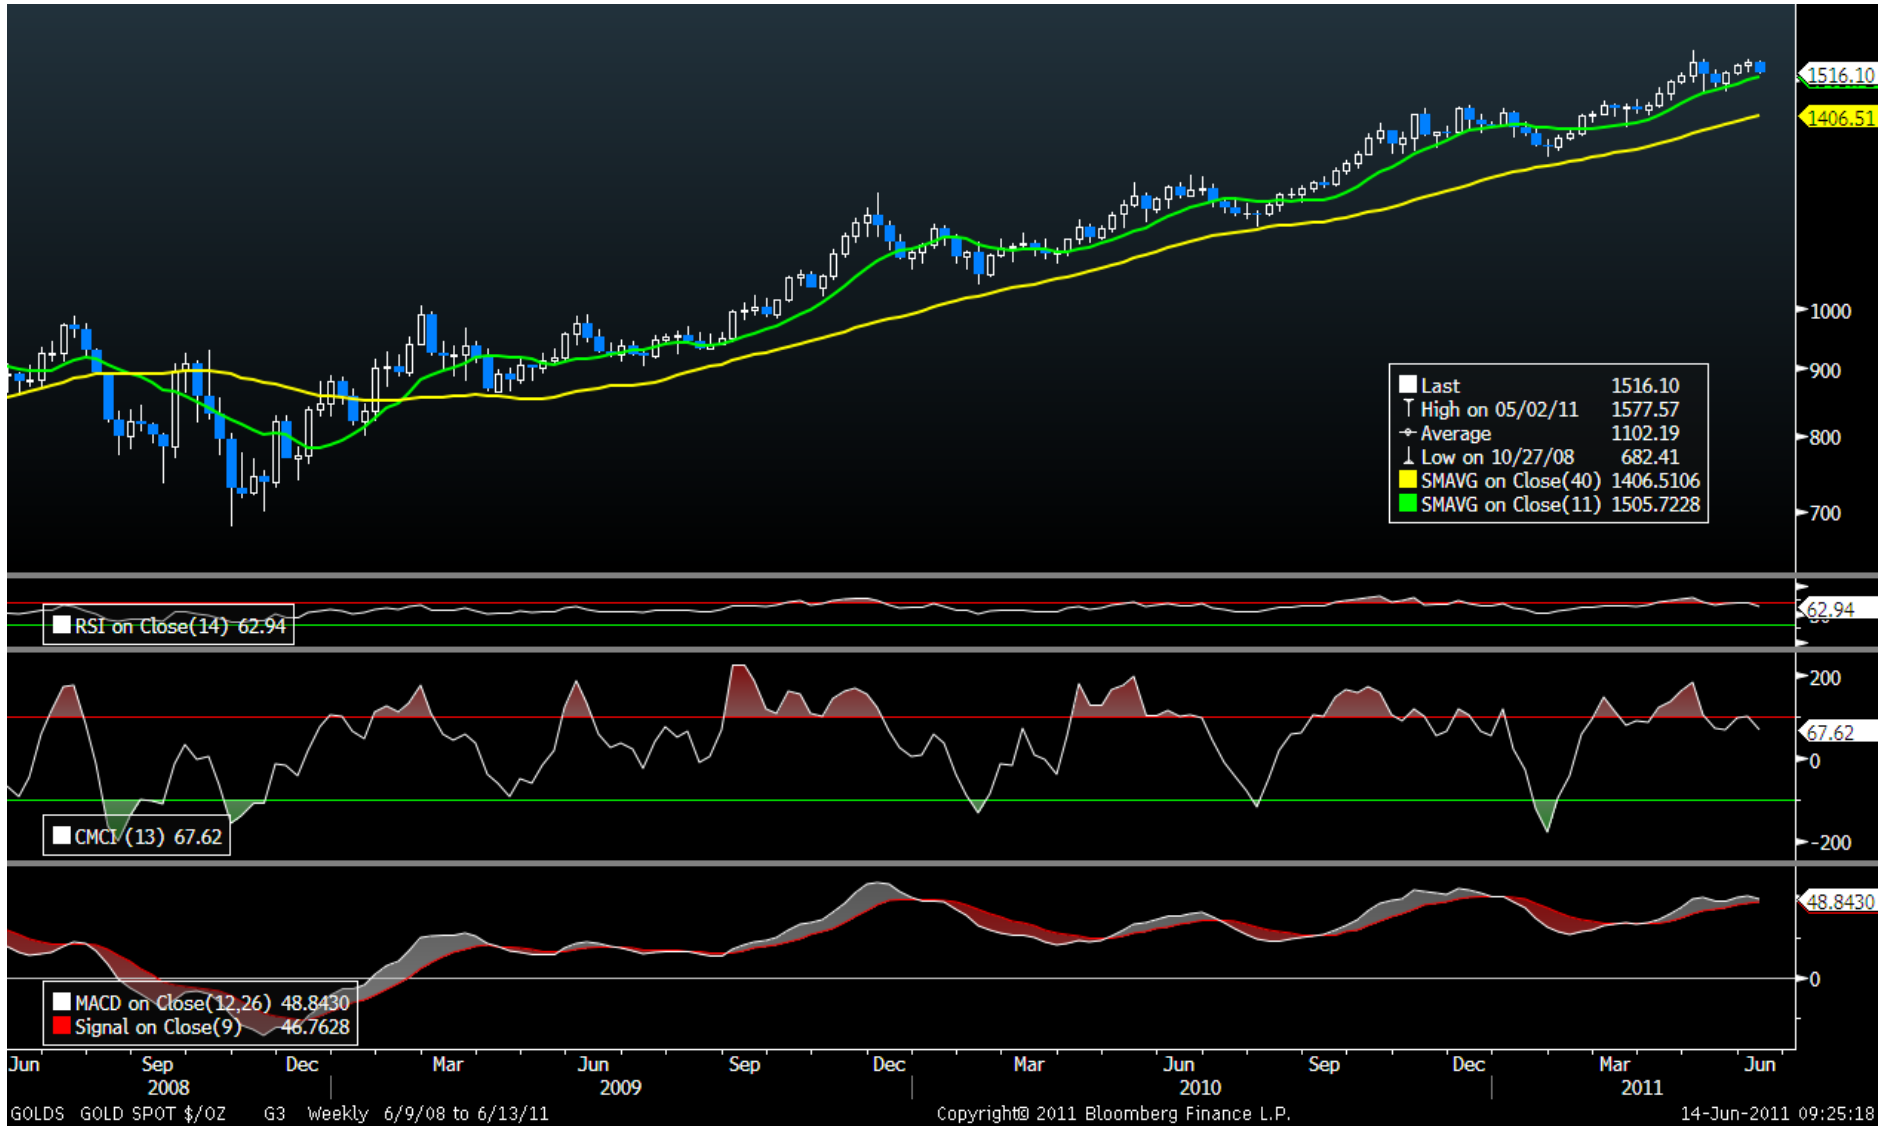 1516.10
1406.51
1000
900
800
700
Last 1516.10
High on 05/02/11 1577.57
Average 1102.19
Low on 10/27/08 682.41
SMAVG on Close(40) 1406.5106
SMAVG on Close(11) 1505.7228
RSI on Close(14) 62.94
62.94
200
67.62
0
-200
CMCI (13) 67.62
48.8430
0
MACD on Close(12,26) 48.8430
Signal on Close(9) 46.7628
Jun Sep Dec Mar Jun Sep Dec Mar Jun Sep Dec Mar Jun
2008 2009 2010 2011
GOLDS GOLD SPOT $/OZ G3 Weekly 6/9/08 to 6/13/11 Copyright© 2011 Bloomberg Finance L.P. 14-Jun-2011 09:25:18